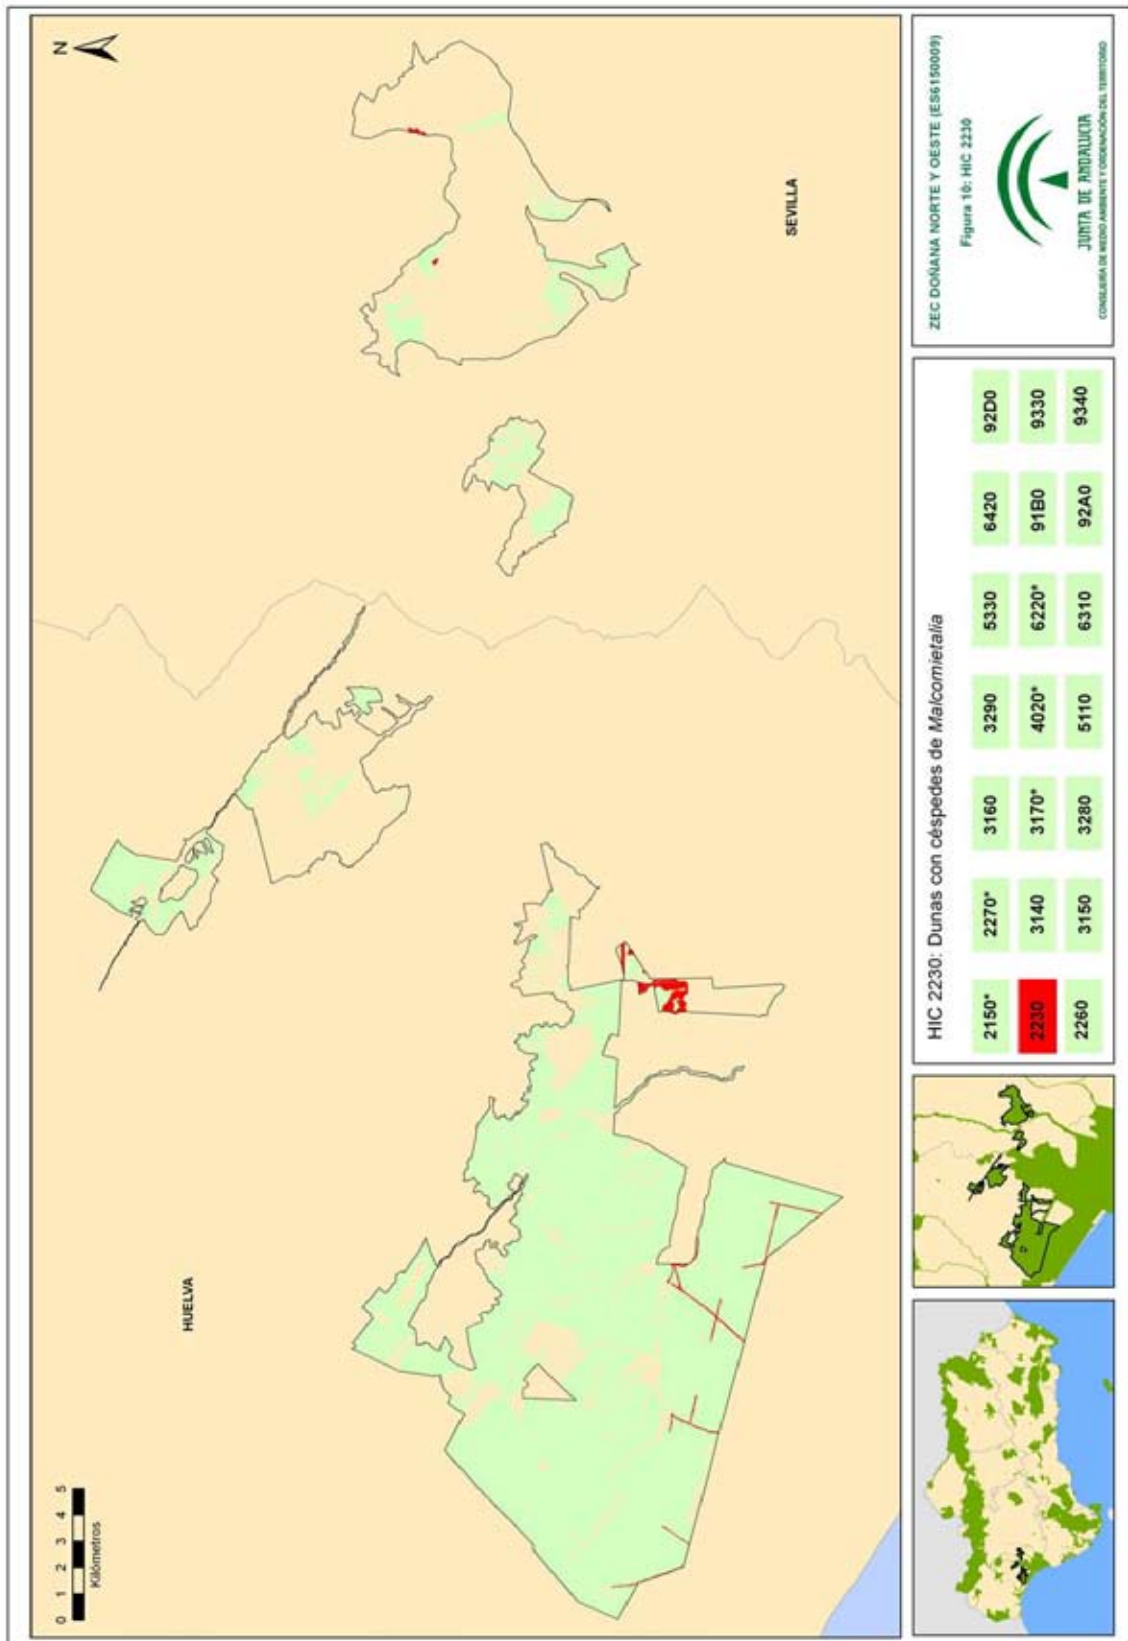 N
HUELVA
SEVILLA
0 1 2 3 4 5
Kilómetros
HIC 2230: Dunas con céspedes de Malcomietalia
2150* 2270* 3160 3290 5330 6420 92D0
2230 3140 3170* 4020* 6220* 91B0 9330
2260 3150 3280 5110 6310 92A0 9340
ZEC DOÑANA NORTE Y OESTE (ES6150009)
Figura 10: HIC 2230
JUNTA DE ANDALUCIA
CONSEJERÍA DE MEDIO AMBIENTE Y ORDENACIÓN DEL TERRITORIO